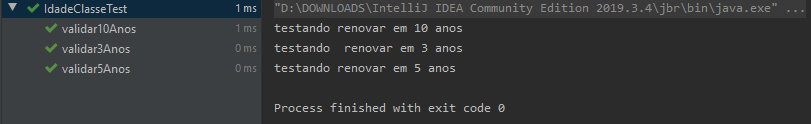 IdadeClasseTest 1 ms
validar10Anos 1 ms
validar3Anos 0 ms
validar5Anos 0 ms
"D:\DOWNLOADS\IntelliJ IDEA Community Edition 2019.3.4\jbr\bin\java.exe" ...
testando renovar em 10 anos
testando  renovar em 3 anos
testando renovar em 5 anos
Process finished with exit code 0